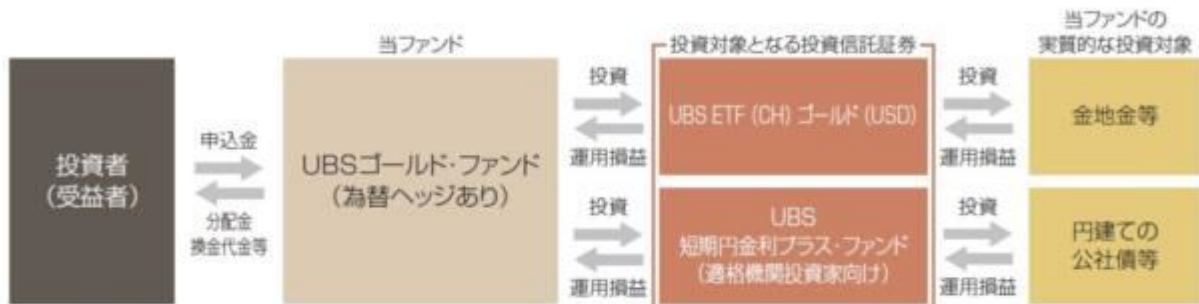 当ファンド
投資対象となる投資信託証券
当ファンドの
実質的な投資対象
投資者
(受益者)
申込金
分配金
換金代金等
UBSゴールド・ファンド
(為替ヘッジあり)
投資
運用損益
投資
運用損益
UBS ETF (CH) ゴールド (USD)
UBS
短期円金利プラス・ファンド
(適格機関投資家向け)
投資
運用損益
投資
運用損益
金地金等
円建ての
公社債等